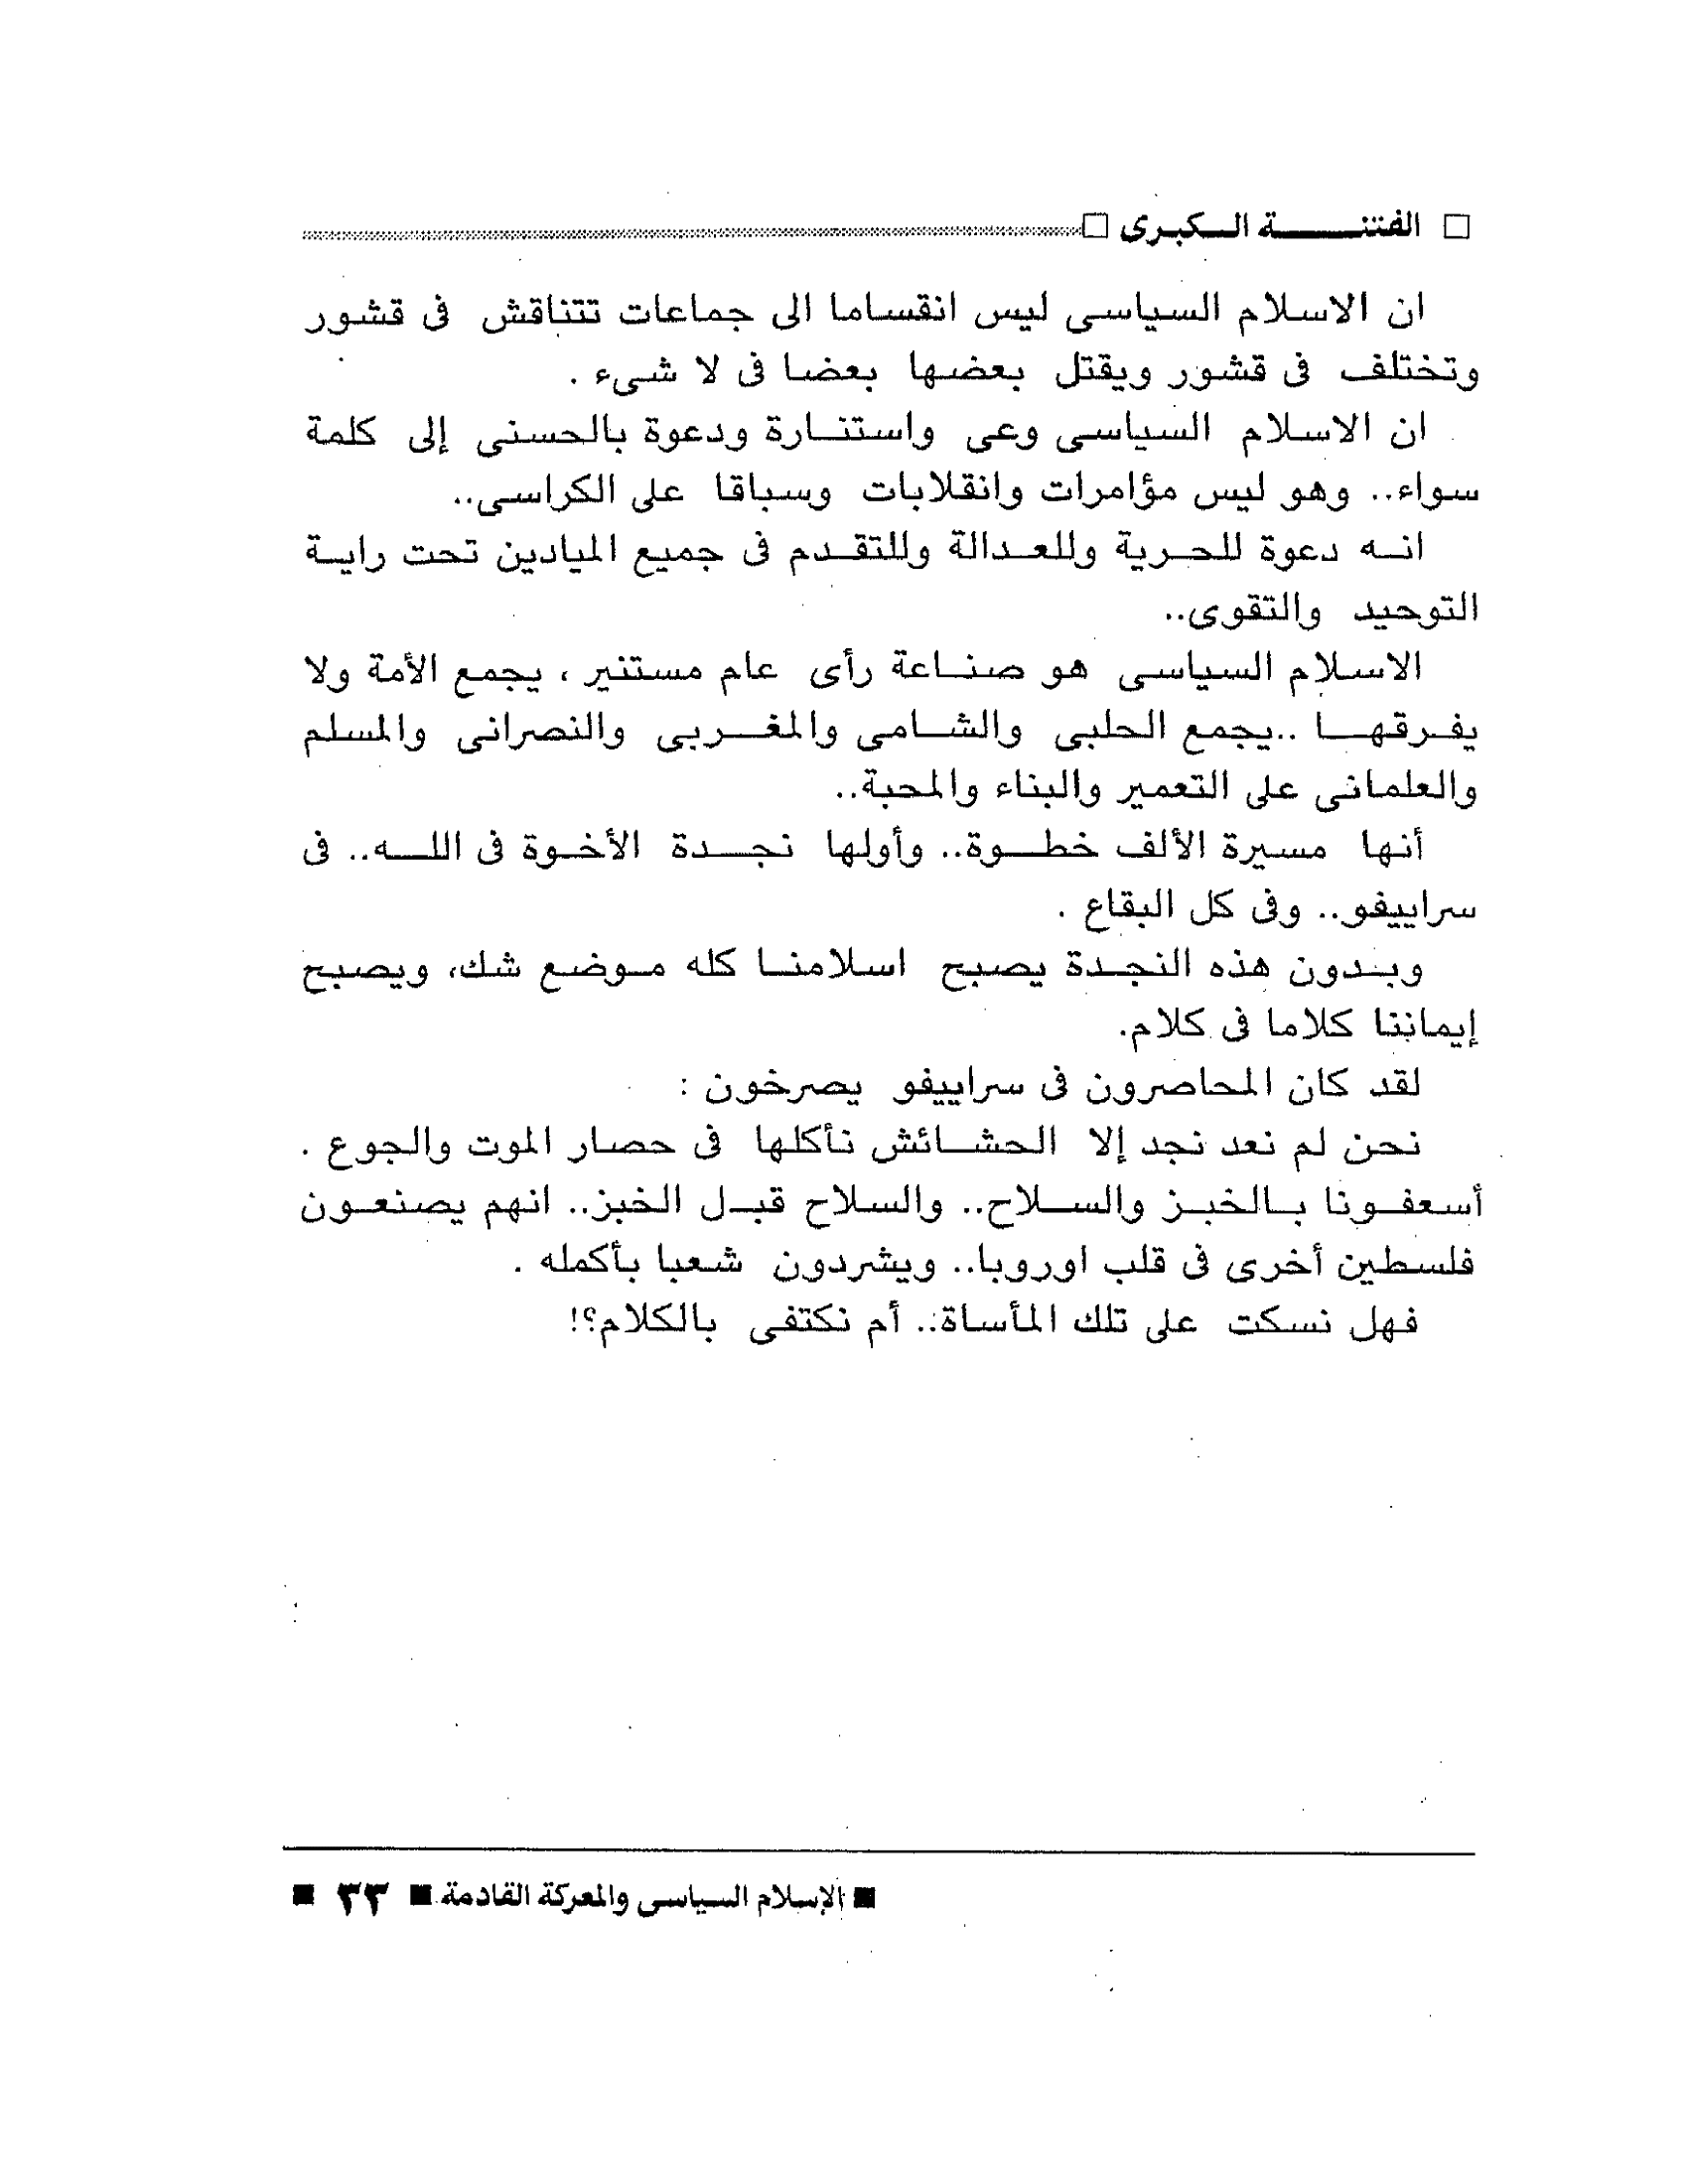 □ الفتنة الكبرى □
ان الاسلام السياسى ليس انقساما الى جماعات تتناقش فى قشور
وتختلف فى قشور ويقتل بعضها بعضا فى لا شىء .
ان الاسلام السياسى وعى واستنارة ودعوة بالحسنى إلى كلمة
سواء.. وهو ليس مؤامرات وانقلابات وسباقا على الكراسى..
انه دعوة للحرية وللعدالة وللتقدم فى جميع الميادين تحت راية
التوحيد والتقوى..
الاسلام السياسى هو صناعة رأى عام مستنير ، يجمع الأمة ولا
يفرقها ..يجمع الحلبى والشامى والمغربى والنصرانى والمسلم
والعلمانى على التعمير والبناء والمحبة..
أنها مسيرة الألف خطوة.. وأولها نجدة الأخوة فى الله.. فى
سراييفو.. وفى كل البقاع .
وبدون هذه النجدة يصبح اسلامنا كله موضع شك، ويصبح
إيماننا كلاما فى كلام.
لقد كان المحاصرون فى سراييفو يصرخون :
نحن لم نعد نجد إلا الحشائش نأكلها فى حصار الموت والجوع .
أسعفونا بالخبز والسلاح.. والسلاح قبل الخبز.. انهم يصنعون
فلسطين أخرى فى قلب اوروبا.. ويشردون شعبا بأكمله .
فهل نسكت على تلك المأساة.. أم نكتفى بالكلام؟!
■ الإسلام السياسى والمعركة القادمة ■ ٣٣ ■